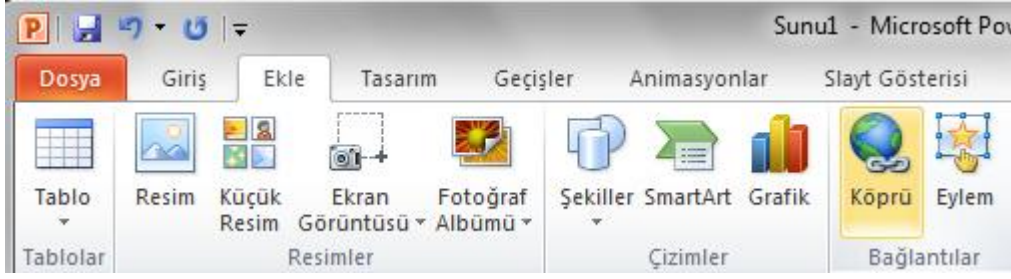 Sunu1 - Microsoft Pov
Dosya Giriş Ekle Tasarım Geçişler Animasyonlar Slayt Gösterisi
Tablo Resim Küçük Ekran Fotoğraf Şekiller SmartArt Grafik Köprü Eylem
Resim Görüntüsü Albümü
Tablolar Resimler Çizimler Bağlantılar